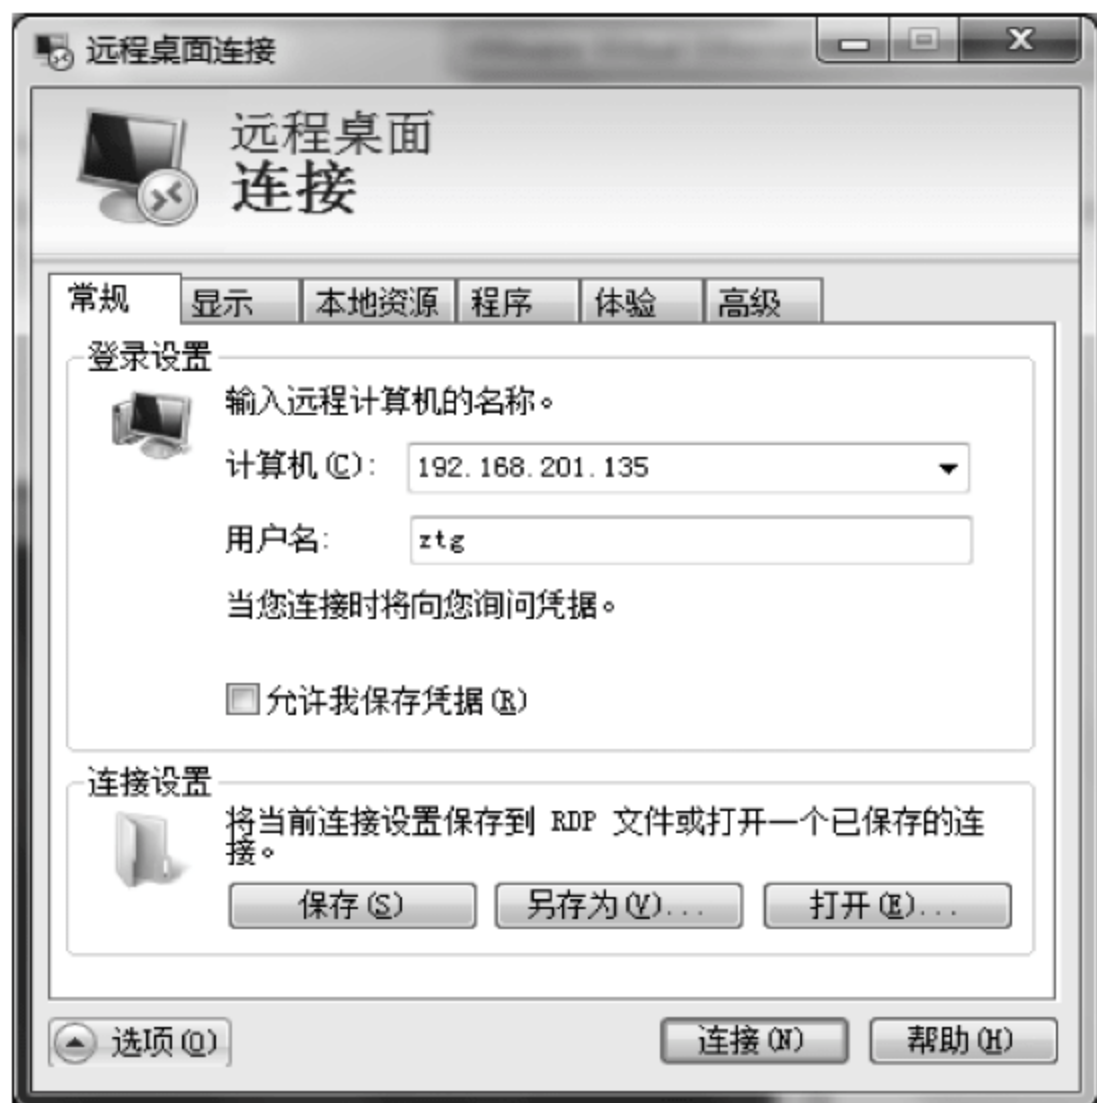 远程桌面连接
远程桌面
连接
常规 显示 本地资源 程序 体验 高级
登录设置
输入远程计算机的名称。
计算机(C): 192.168.201.135
用户名: ztg
当您连接时将向您询问凭据。
允许我保存凭据(R)
连接设置
将当前连接设置保存到 RDP 文件或打开一个已保存的连
接。
保存(S) 另存为(V)... 打开(E)...
选项(O) 连接(N) 帮助(H)